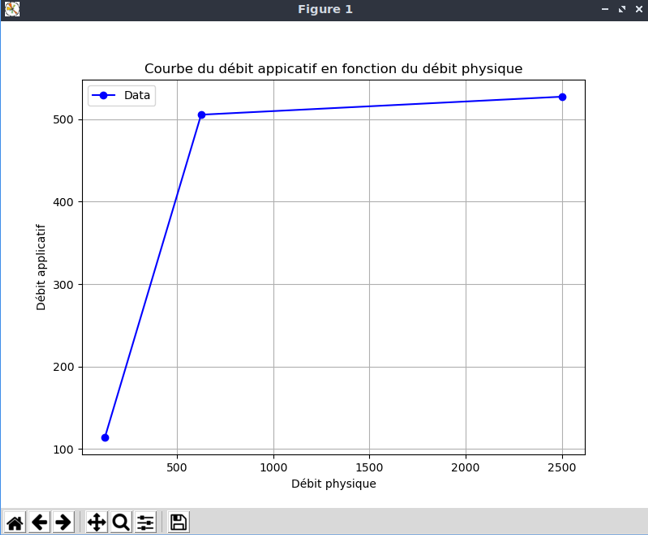 Figure 1
Courbe du débit appicatif en fonction du débit physique
Data
500
400
300
200
100
Débit applicatif
500 1000 1500 2000 2500
Débit physique